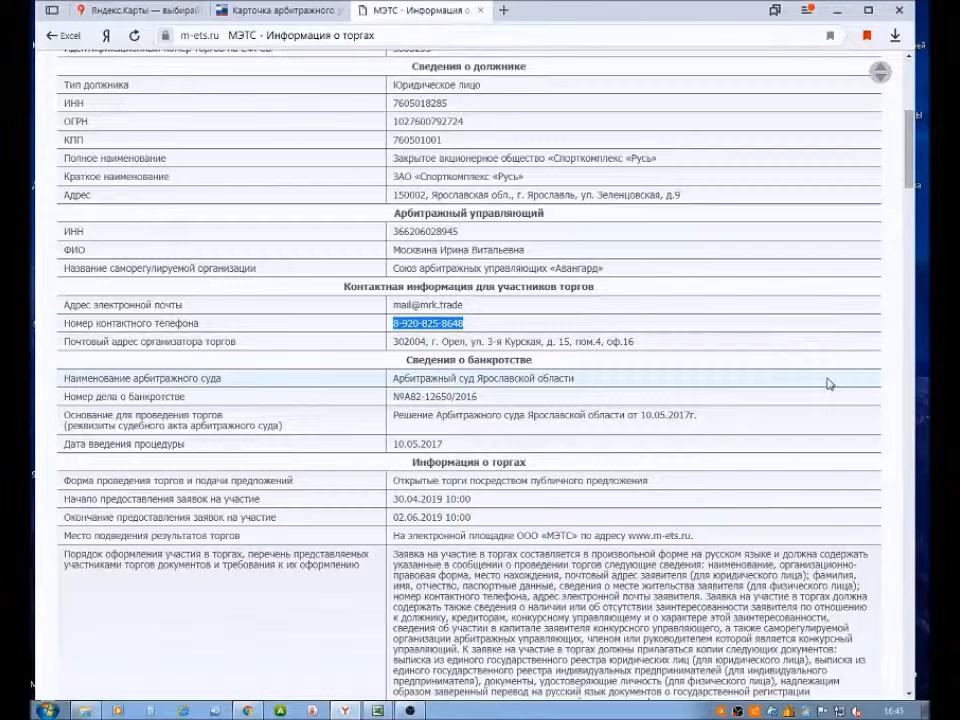 Яндекс.Карты — выбирай
Карточка арбитражного у
МЭТС - Информация о
Excel
m-ets.ru МЭТС - Информация о торгах
Сведения о должнике
Тип должника Юридическое лицо
ИНН 7605018285
ОГРН 1027600792724
КПП 760501001
Полное наименование Закрытое акционерное общество «Спорткомплекс «Русь»
Краткое наименование ЗАО «Спорткомплекс «Русь»
Адрес 150002, Ярославская обл., г. Ярославль, ул. Зеленцовская, д.9
Арбитражный управляющий
ИНН 366206028945
ФИО Москвина Ирина Витальевна
Название саморегулируемой организации Союз арбитражных управляющих «Авангард»
Контактная информация для участников торгов
Адрес электронной почты mail@mrk.trade
Номер контактного телефона 8-920-825-8648
Почтовый адрес организатора торгов 302004, г. Орел, ул. 3-я Курская, д. 15, пом.4, оф.16
Сведения о банкротстве
Наименование арбитражного суда Арбитражный суд Ярославской области
Номер дела о банкротстве №А82-12650/2016
Основание для проведения торгов
(реквизиты судебного акта арбитражного суда)
Решение Арбитражного суда Ярославской области от 10.05.2017г.
Дата введения процедуры 10.05.2017
Информация о торгах
Форма проведения торгов и подачи предложений Открытые торги посредством публичного предложения
Начало предоставления заявок на участие 30.04.2019 10:00
Окончание предоставления заявок на участие 02.06.2019 10:00
Место подведения результатов торгов На электронной площадке ООО «МЭТС» по адресу www.m-ets.ru.
Порядок оформления участия в торгах, перечень представляемых
участниками торгов документов и требования к их оформлению
Заявка на участие в торгах составляется в произвольной форме на русском языке и должна содержать
указанные в сообщении о проведении торгов следующие сведения: наименование, организационно-
правовая форма, место нахождения, почтовый адрес заявителя (для юридического лица); фамилия,
имя, отчество, паспортные данные, сведения о месте жительства заявителя (для физического лица);
номер контактного телефона, адрес электронной почты заявителя. Заявка на участие в торгах должна
содержать также сведения о наличии или об отсутствии заинтересованности заявителя по отношению
к должнику, кредиторам, конкурсному управляющему и о характере этой заинтересованности,
сведения об участии в капитале заявителя конкурсного управляющего, а также саморегулируемой
организации арбитражных управляющих, членом или руководителем которой является конкурсный
управляющий. К заявке на участие в торгах должны прилагаться копии следующих документов:
выписка из единого государственного реестра юридических лиц (для юридического лица), выписка из
единого государственного реестра индивидуальных предпринимателей (для индивидуального
предпринимателя), документы, удостоверяющие личность (для физического лица), надлежащим
образом заверенный перевод на русский язык документов о государственной регистрации
16:45